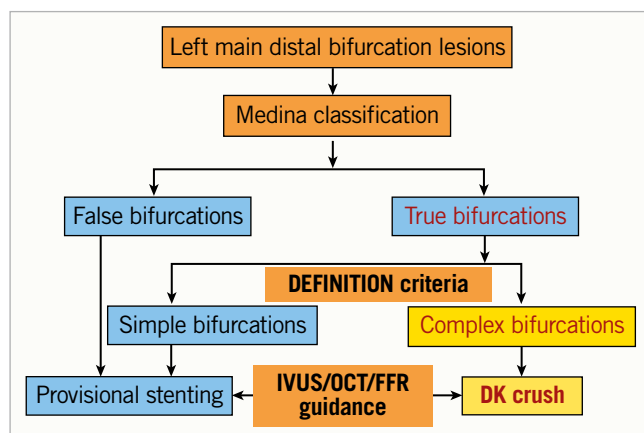 Left main distal bifurcation lesions
Medina classification
False bifurcations
True bifurcations
DEFINITION criteria
Simple bifurcations
Complex bifurcations
Provisional stenting
IVUS/OCT/FFR
guidance
DK crush